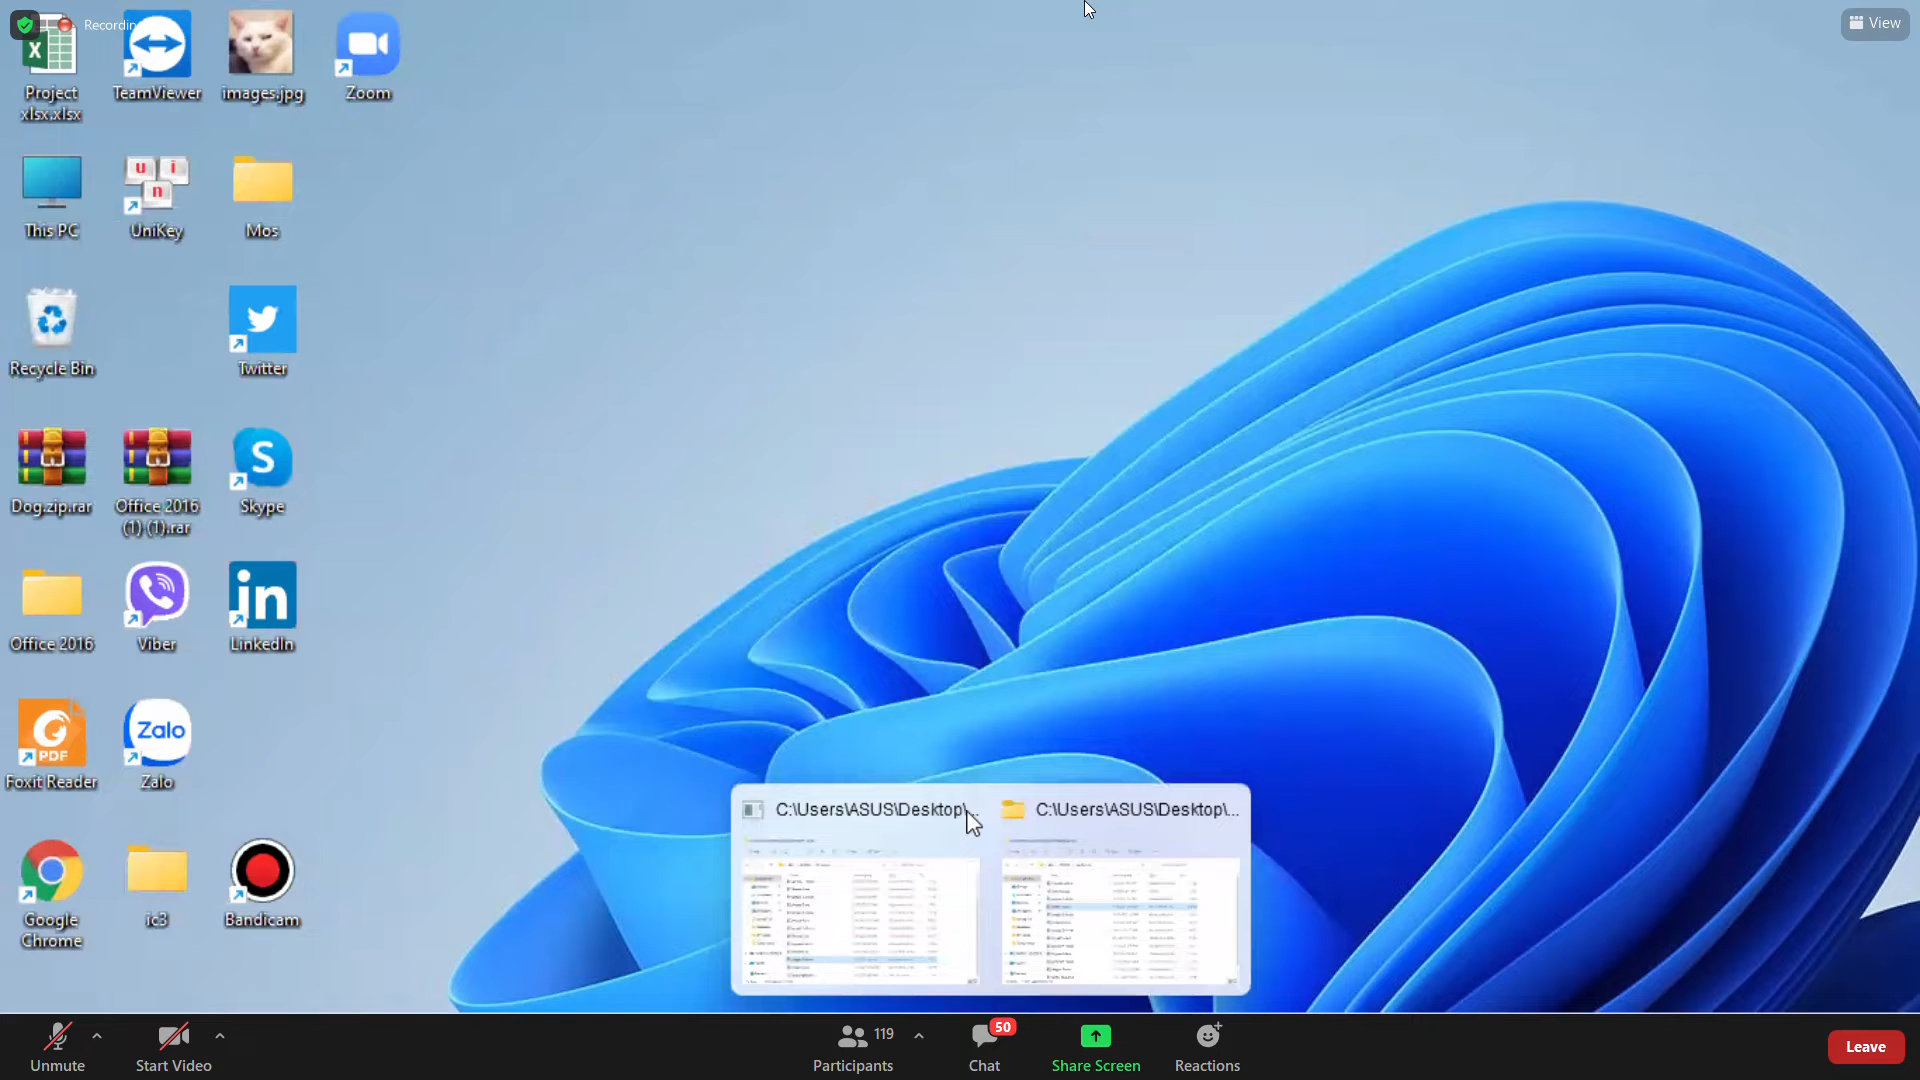 Recording
View
Project
xlsx.xlsx
TeamViewer
images.jpg
Zoom
This PC
UniKey
Mos
Recycle Bin
Twitter
Dog.zip.rar
Office 2016
(1) (1).rar
Skype
Office 2016
Viber
LinkedIn
PDF
Foxit Reader
Zalo
Zalo
Google
Chrome
ic3
Bandicam
C:\Users\ASUS\Desktop\...
C:\Users\ASUS\Desktop\...
Unmute
Start Video
119
Participants
50
Chat
Share Screen
Reactions
Leave